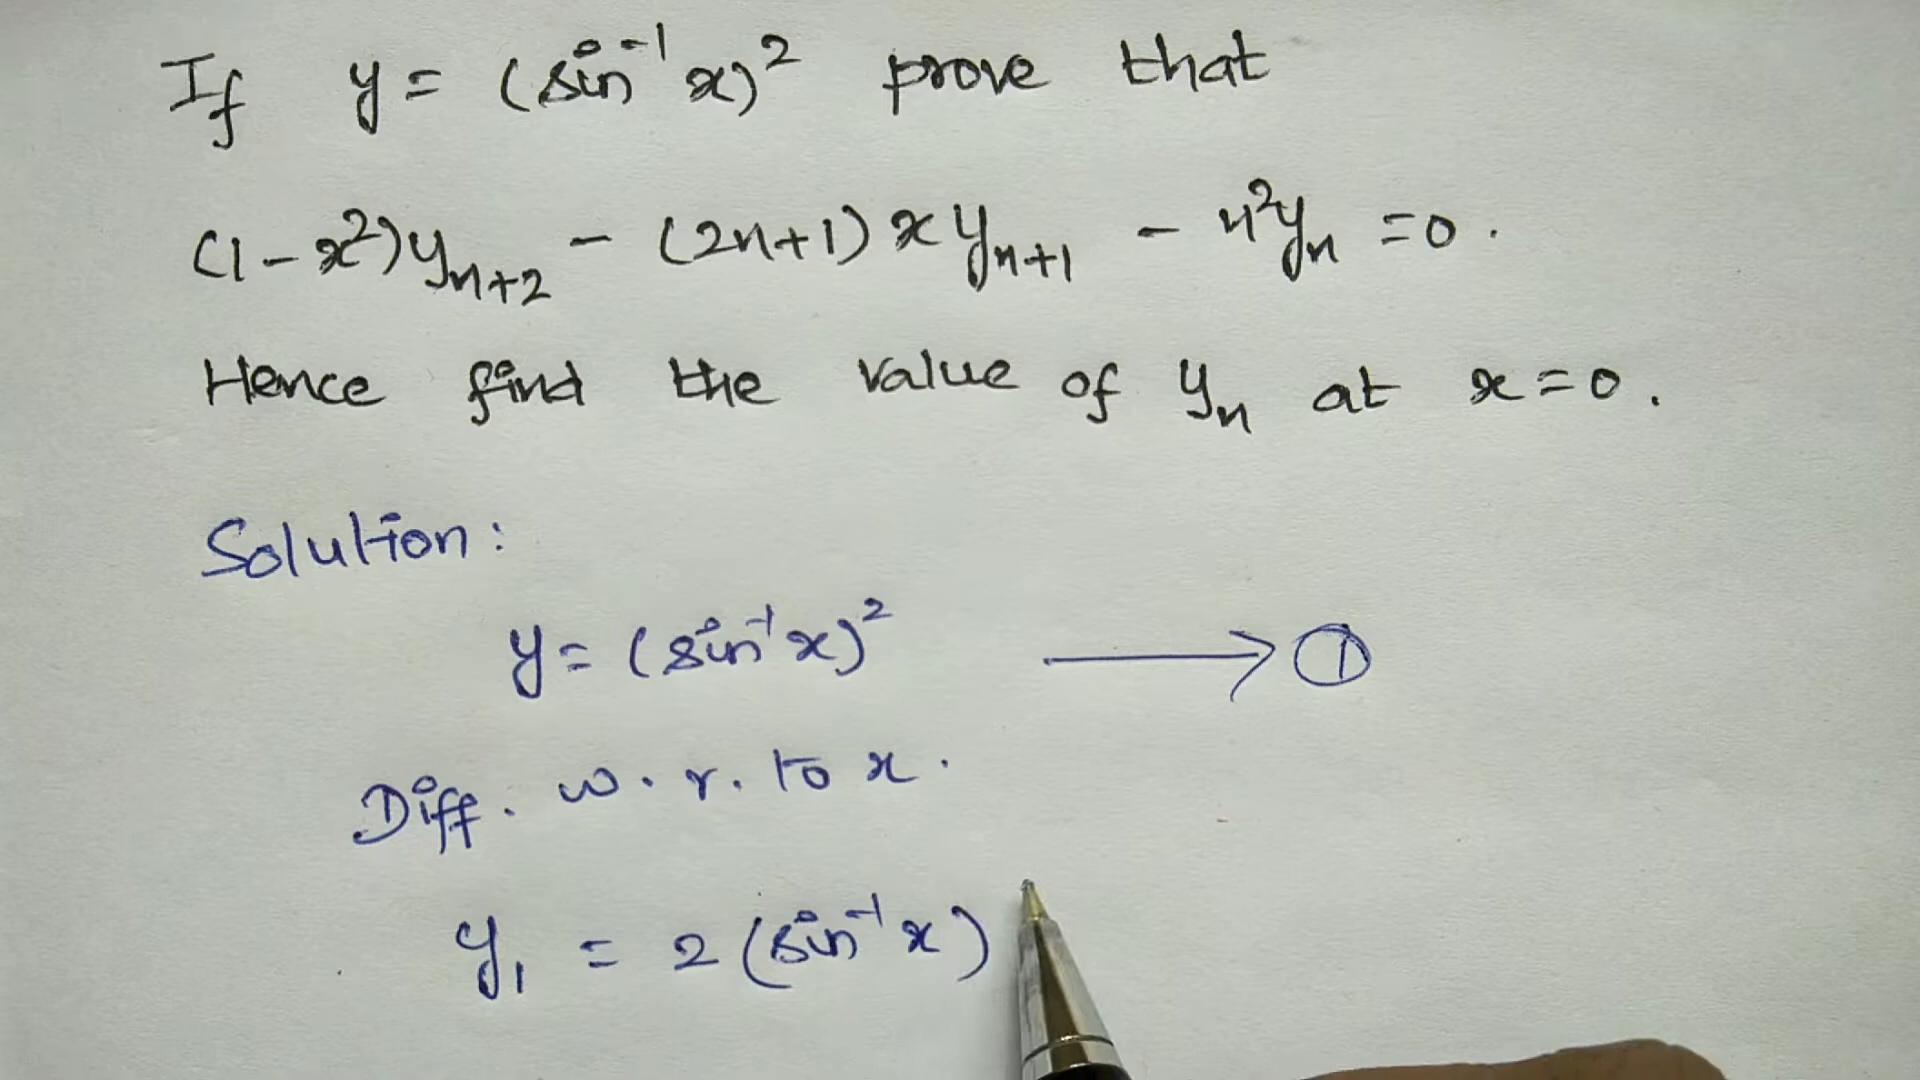 If y = (sin⁻¹x)² prove that
(1-x²)yₙ₊₂ - (2n+1)xyₙ₊₁ - n²yₙ = 0.
Hence find the value of yₙ at x=0.
Solution:
y = (sin⁻¹x)² → ①
Diff. w.r. to x.
y₁ = 2(sin⁻¹x)